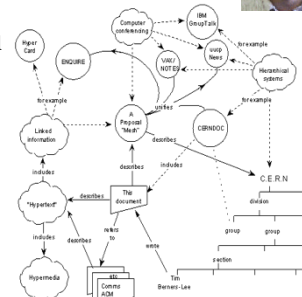 Computer
conferencing
IBM
GroupTalk
Hyper
Card
ENQUIRE
VAX/
NOTES
uucp
News
for example
Hierarchical
systems
for example
for example
unifies
A
Proposal
"Mesh"
CERNDOC
Linked
information
describes
includes
includes
C.E.R.N
describes
This
document
division
"Hypertext"
describes
refers
to
group
group
includes
describes
wrote
section
Hypermedia
etc
Comms
ACM
Tim
Berners-Lee